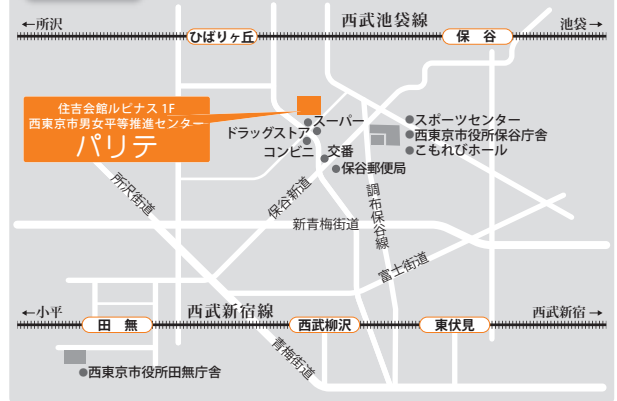 ←所沢
西武池袋線
池袋→
ひばりヶ丘
保 谷
住吉会館ルピナス 1F
西東京市男女平等推進センター
パリテ
●スーパー
ドラッグストア●
コンビニ●
交番
●保谷郵便局
●スポーツセンター
●西東京市役所保谷庁舎
●こもれびホール
所沢街道
保谷新道
調布保谷線
新青梅街道
富士街道
←小平
西武新宿線
西武新宿→
田 無
西武柳沢
東伏見
青梅街道
●西東京市役所田無庁舎